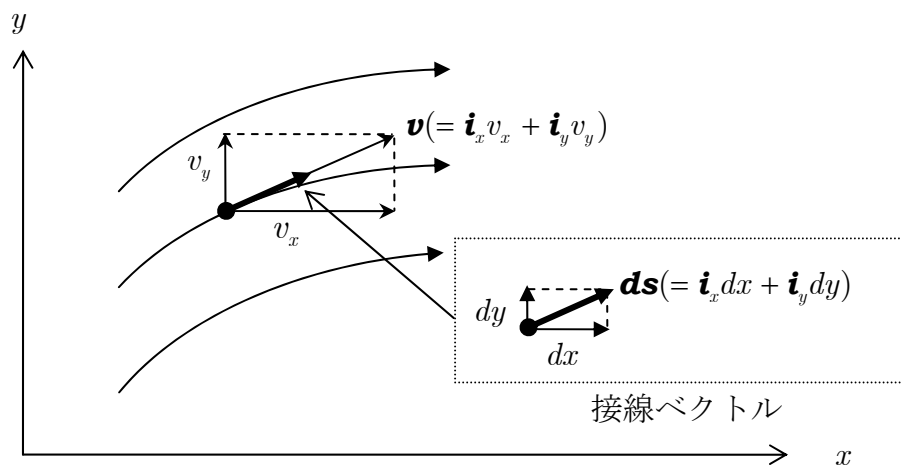 y
v(= i_x v_x + i_y v_y)
v_y
v_x
ds(= i_x dx + i_y dy)
dy
dx
接線ベクトル
x